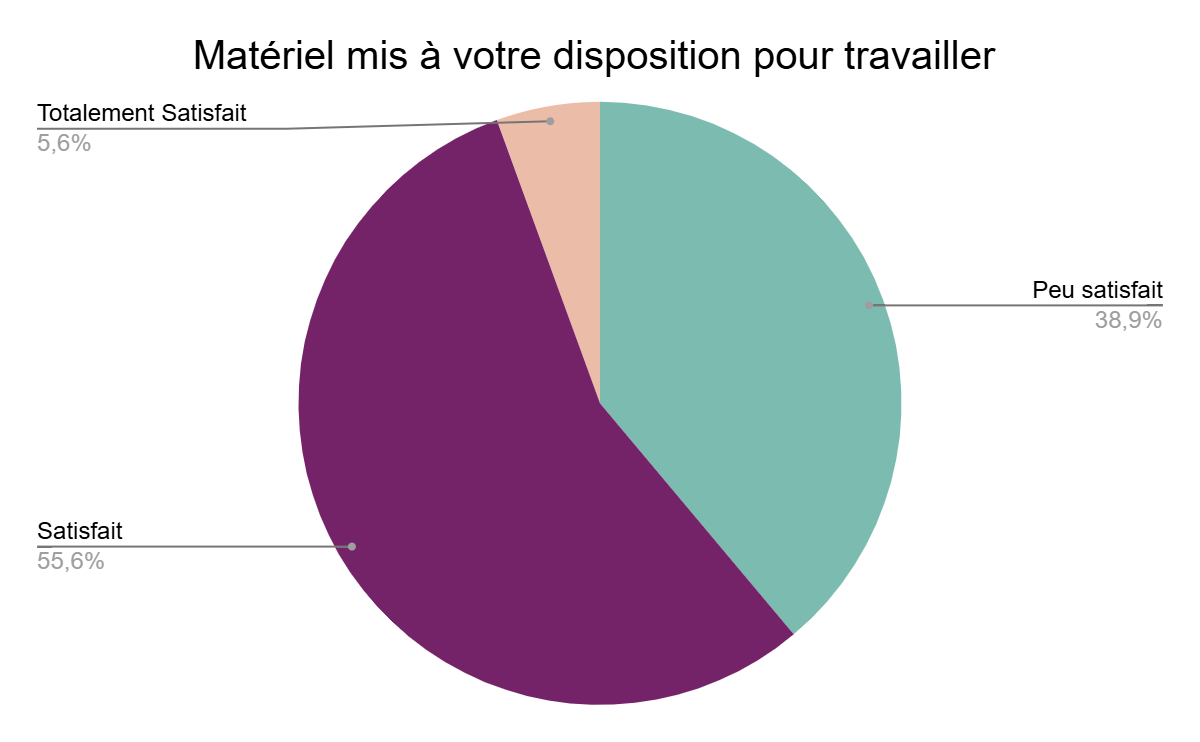 Matériel mis à votre disposition pour travailler
Totalement Satisfait
5,6%
Peu satisfait
38,9%
Satisfait
55,6%